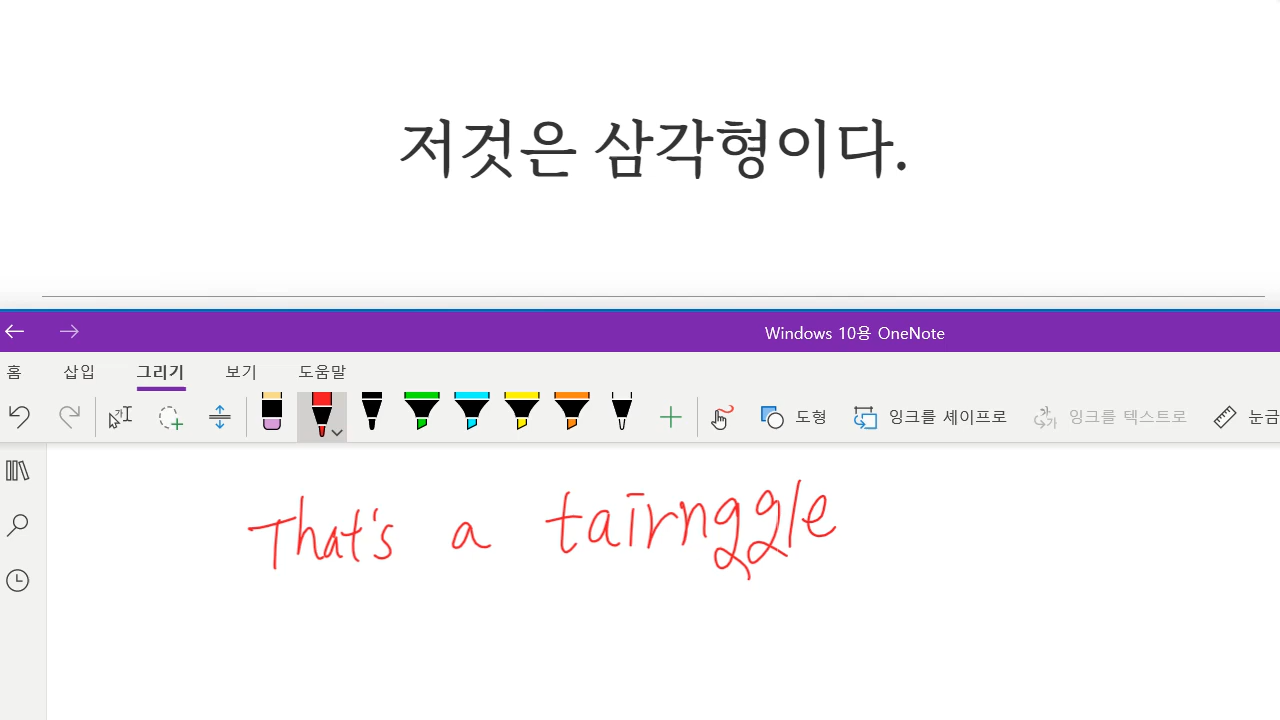 저것은 삼각형이다.
Windows 10용 OneNote
홈 삽입 그리기 보기 도움말
가 도형 잉크를 셰이프로 가 잉크를 텍스트로 눈금
That's a tairnggle